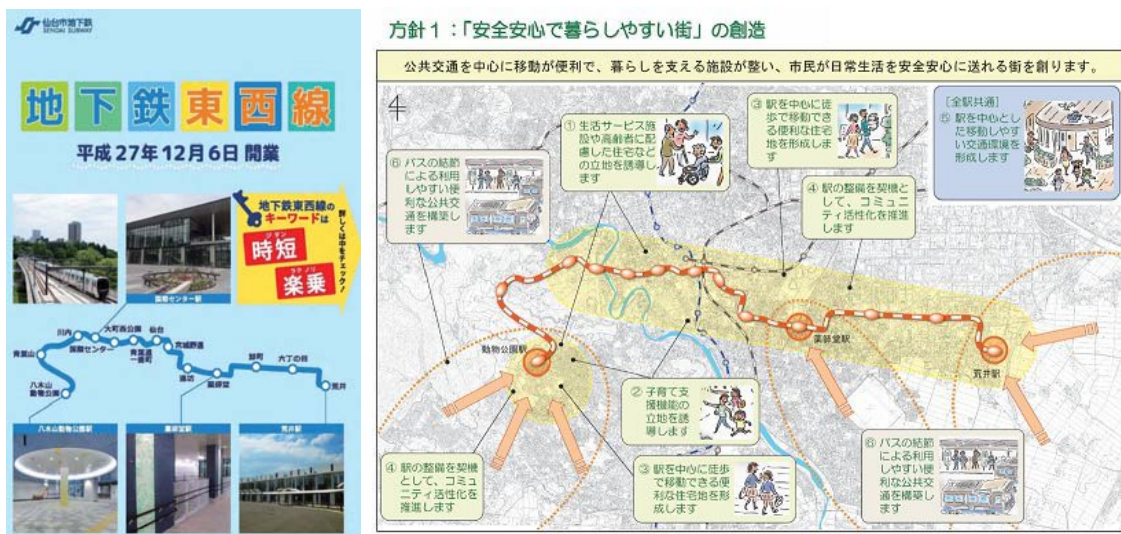 仙台市地下鉄
SENDAI SUBWAY
地下鉄東西線
平成27年12月6日 開業
地下鉄東西線の
キーワードは
ジタン
時短
ラクノリ
楽乗
詳しくは中をチェック!
国際センター駅
川内
大町西公園
仙台
青葉山
国際センター
青葉通
一番町
宮城野通
連坊
薬師堂
卸町
六丁の目
荒井
八木山
動物公園
八木山動物公園駅
薬師堂駅
荒井駅
方針1:「安全安心で暮らしやすい街」の創造
公共交通を中心に移動が便利で、暮らしを支える施設が整い、市民が日常生活を安全安心に送れる街を創ります。
⑥ バスの結節
による利用
しやすい便
利な公共交
通を構築し
ます
① 生活サービス施
設や高齢者に配
慮した住宅など
の立地を誘導し
ます
③ 駅を中心に徒
歩で移動でき
る便利な住宅
地を形成しま
す
④ 駅の整備を契機と
して、コミュニ
ティ活性化を推進
します
[全駅共通]
⑤ 駅を中心とし
た移動しやす
い交通環境を
形成します
動物公園駅
薬師堂駅
荒井駅
② 子育て支
援機能の
立地を誘
導します
④ 駅の整備を契機
として、コミュ
ニティ活性化を
推進します
③ 駅を中心に徒歩
で移動できる便
利な住宅地を形
成します
⑥ バスの結節
による利用
しやすい便
利な公共交
通を構築し
ます